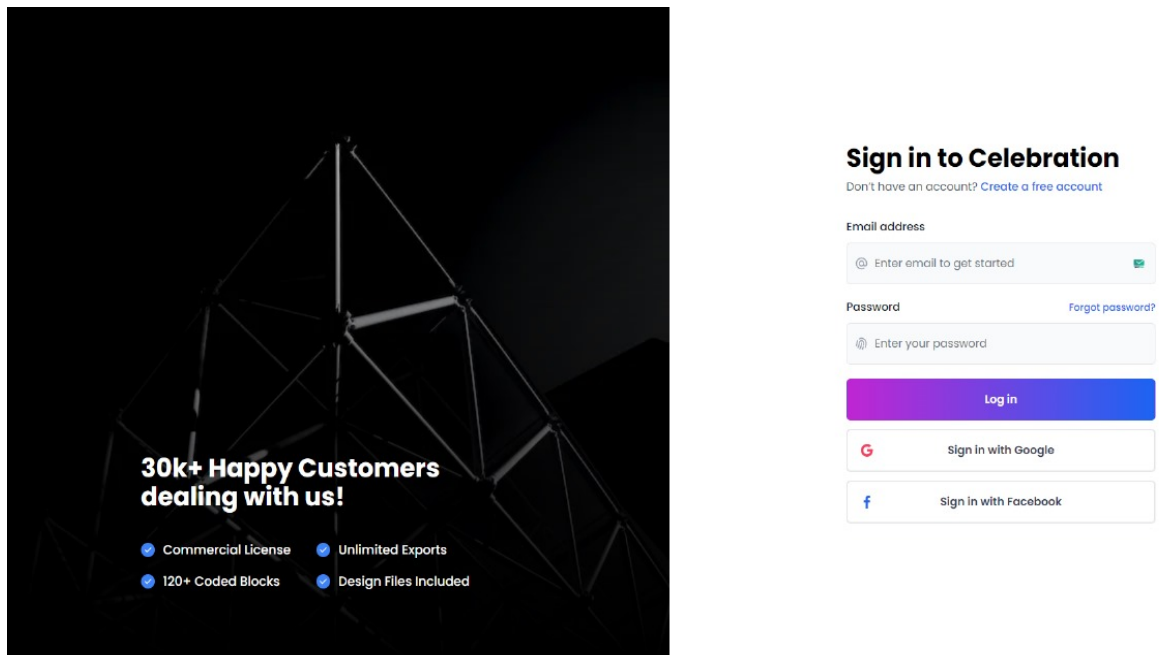 30k+ Happy Customers
dealing with us!
Commercial License
Unlimited Exports
120+ Coded Blocks
Design Files Included
Sign in to Celebration
Don't have an account? Create a free account
Email address
@ Enter email to get started
Password
Forgot password?
Enter your password
Log in
G Sign in with Google
f Sign in with Facebook